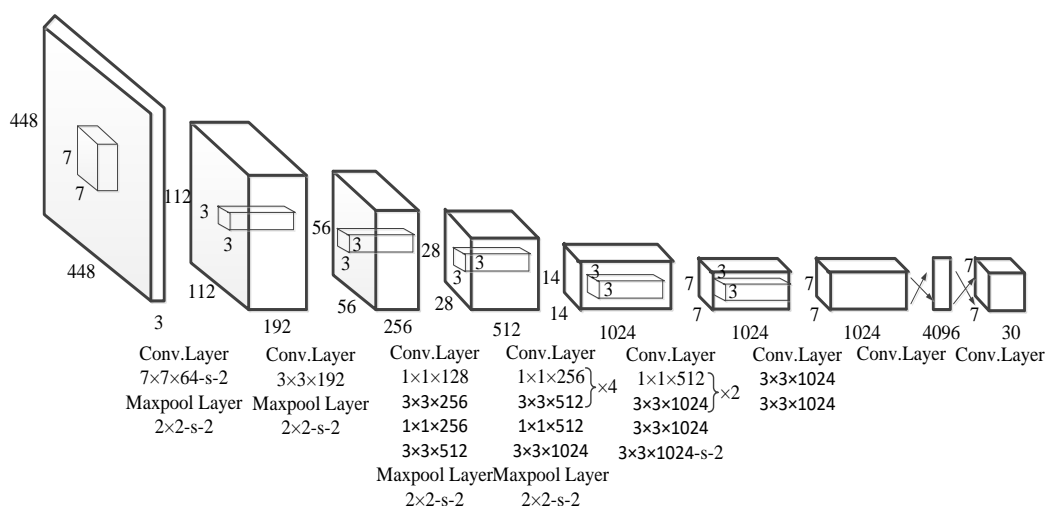 448
7
7
448
3
112
3
3
112
192
56
3
3
56
256
28
3
3
28
512
14
3
3
14
1024
7
3
3
7
1024
7
7
1024
4096
7
7
30
Conv.Layer
7×7×64-s-2
Maxpool Layer
2×2-s-2
Conv.Layer
3×3×192
Maxpool Layer
2×2-s-2
Conv.Layer
1×1×128
3×3×256
1×1×256
3×3×512
Maxpool Layer
2×2-s-2
Conv.Layer
1×1×256
3×3×512
×4
1×1×512
3×3×1024
Maxpool Layer
2×2-s-2
Conv.Layer
1×1×512
3×3×1024
×2
3×3×1024
3×3×1024-s-2
Conv.Layer
3×3×1024
3×3×1024
Conv.Layer
Conv.Layer